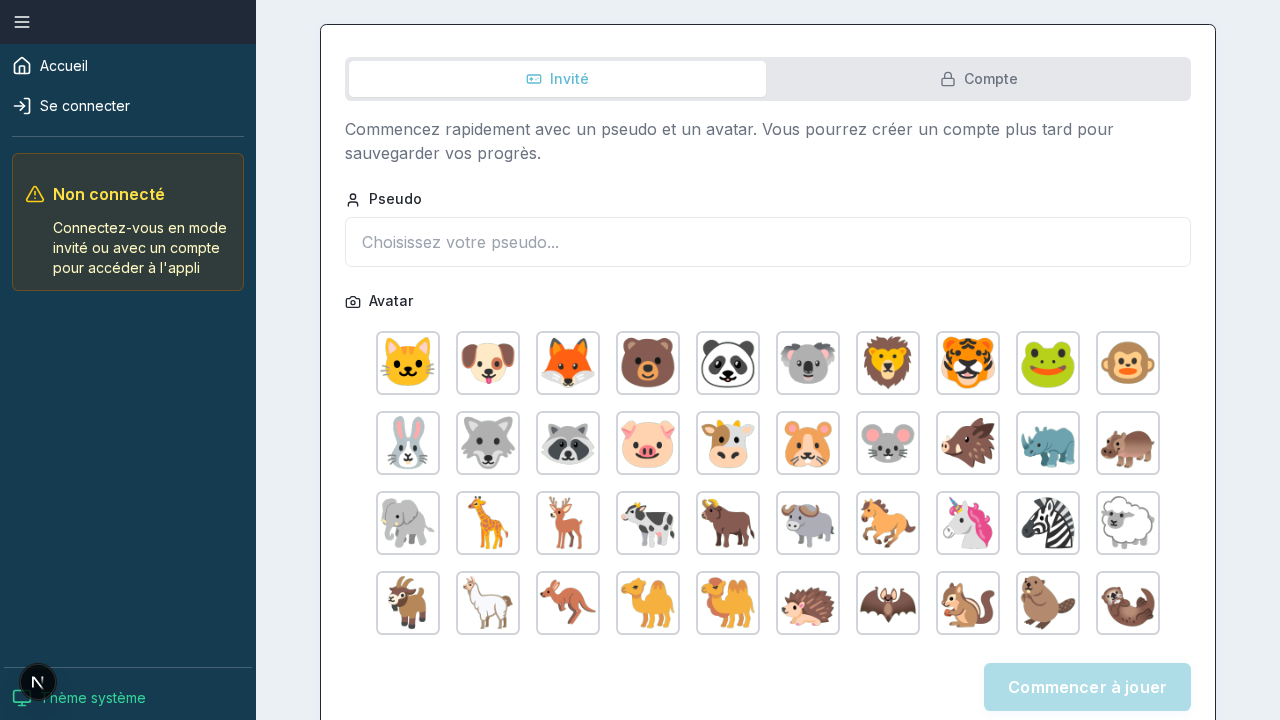 Accueil
Se connecter
Non connecté
Connectez-vous en mode
invité ou avec un compte
pour accéder à l'appli
N
Thème système
Invité
Compte
Commencez rapidement avec un pseudo et un avatar. Vous pourrez créer un compte plus tard pour
sauvegarder vos progrès.
Pseudo
Choisissez votre pseudo...
Avatar
Commencer à jouer